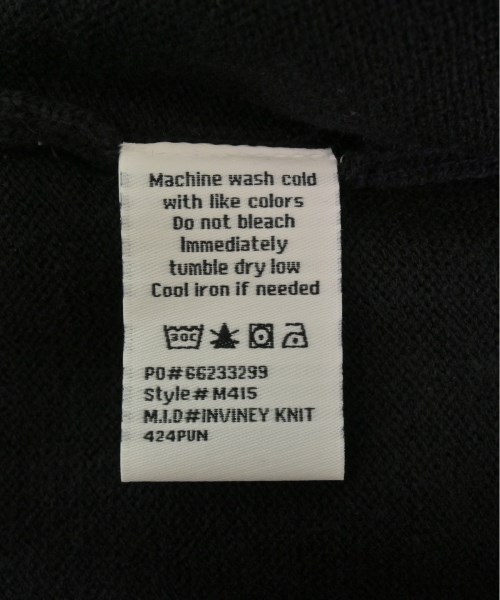 Machine wash cold
with like colors
Do not bleach
Immediately
tumble dry low
Cool iron if needed
30C
PO#66233299
Style# M415
M.I.D#INVINEY KNIT
424PUN